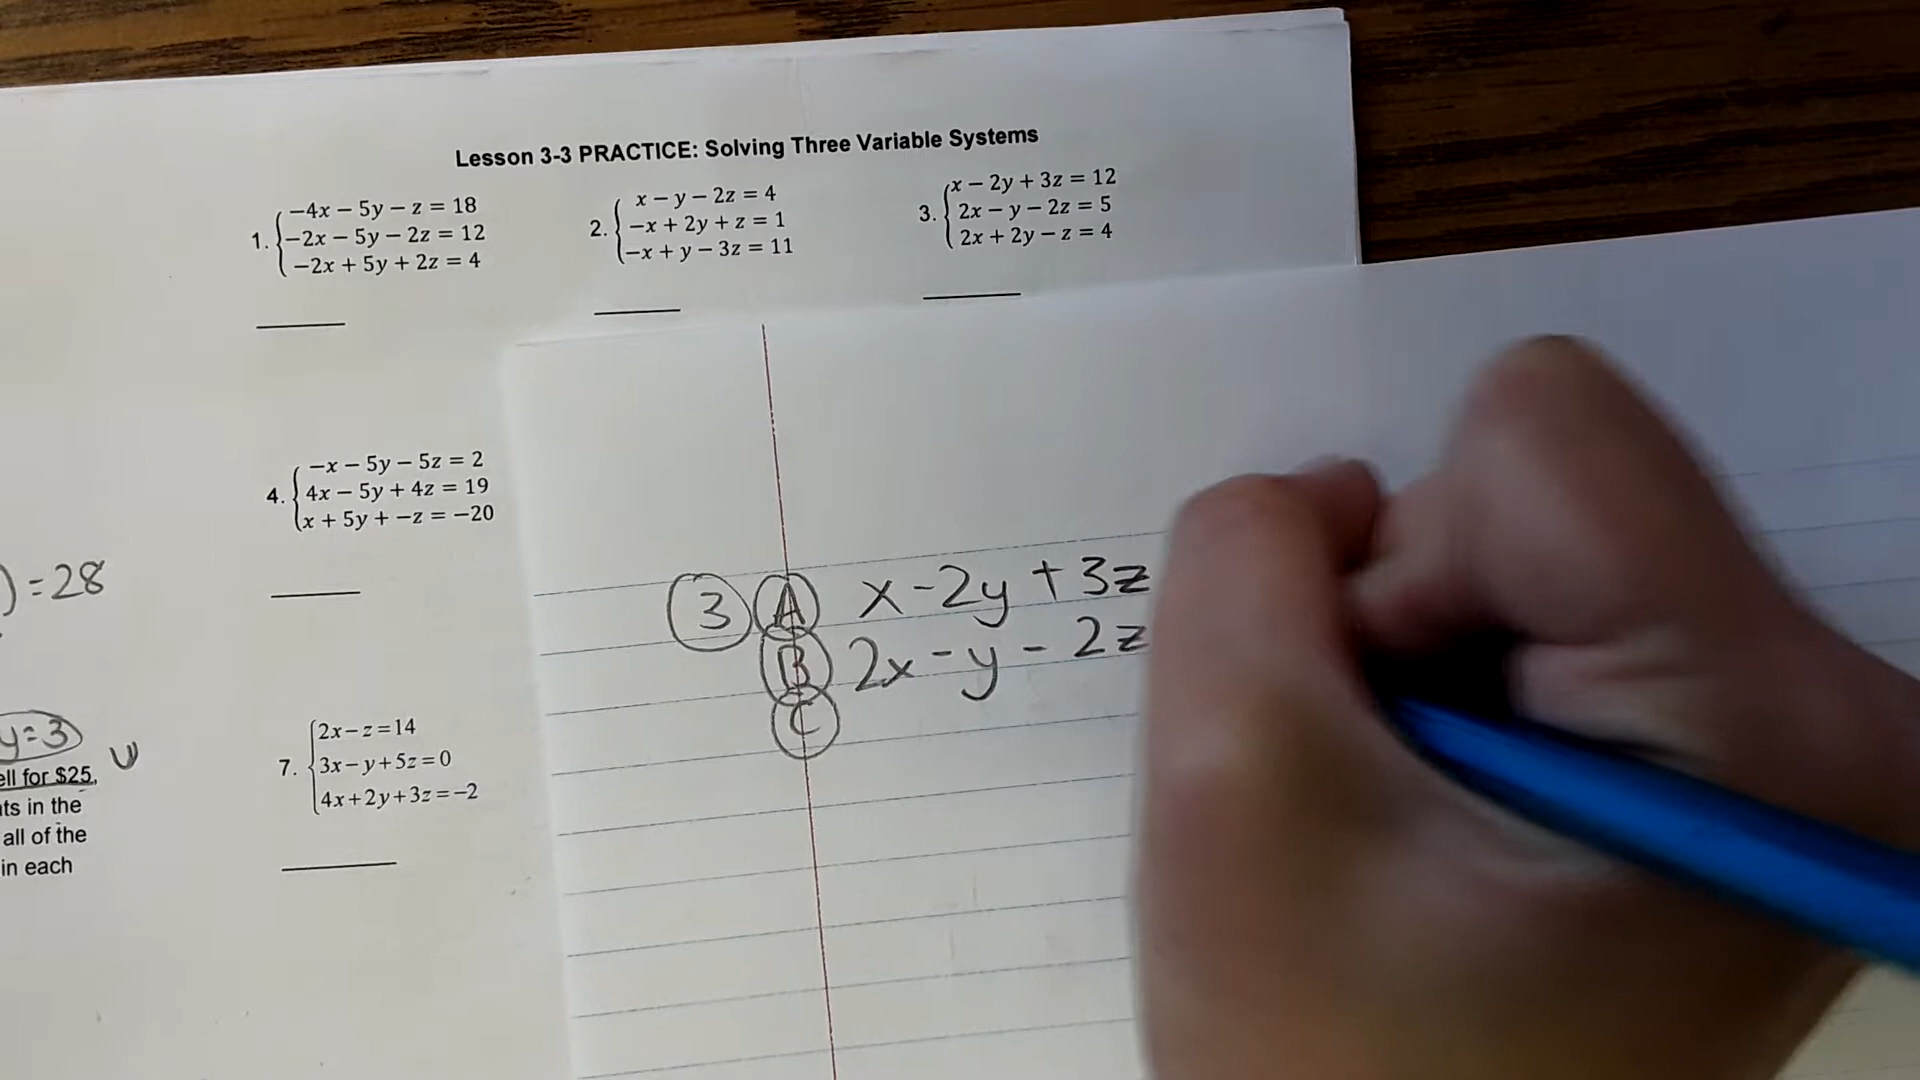 Lesson 3-3 PRACTICE: Solving Three Variable Systems
1. −4x − 5y − z = 18
−2x − 5y − 2z = 12
−2x + 5y + 2z = 4
2. x − y − 2z = 4
−x + 2y + z = 1
−x + y − 3z = 11
3. x − 2y + 3z = 12
2x − y − 2z = 5
2x + 2y − z = 4
4. −x − 5y − 5z = 2
4x − 5y + 4z = 19
x + 5y + −z = −20
) = 28
y = 3
ell for $25,
nts in the
all of the
in each
7. 2x − z = 14
3x − y + 5z = 0
4x + 2y + 3z = −2
3 A x - 2y + 3z
B 2x - y - 2z
C